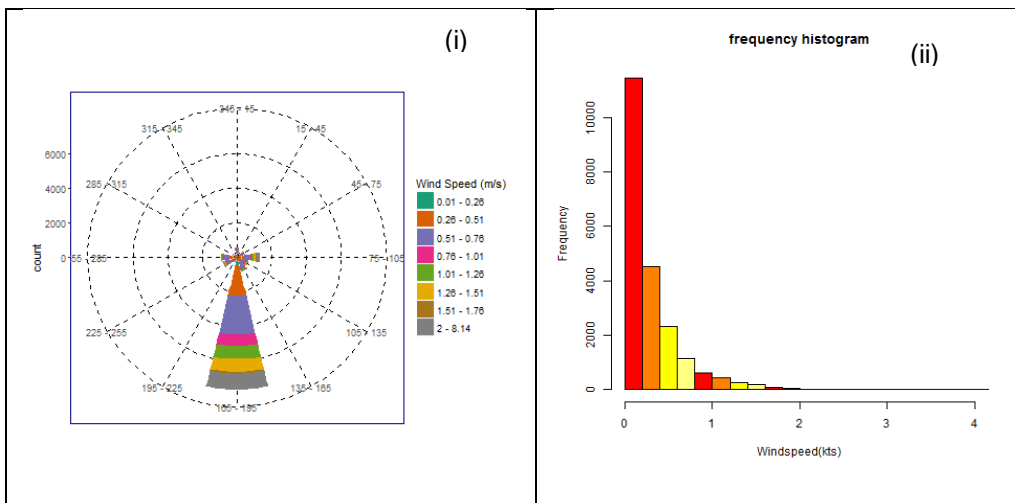 (i)
345 - 15
315 - 345
15 - 45
6000
285 - 315
45 - 75
4000
2000
count
0
255 - 285
75 - 105
225 - 255
105 - 135
195 - 225
135 - 165
165 - 195
Wind Speed (m/s)
0.01 - 0.26
0.26 - 0.51
0.51 - 0.76
0.76 - 1.01
1.01 - 1.26
1.26 - 1.51
1.51 - 1.76
2 - 8.14
frequency histogram
(ii)
Frequency
10000
8000
6000
4000
2000
0
0 1 2 3 4
Windspeed(kts)